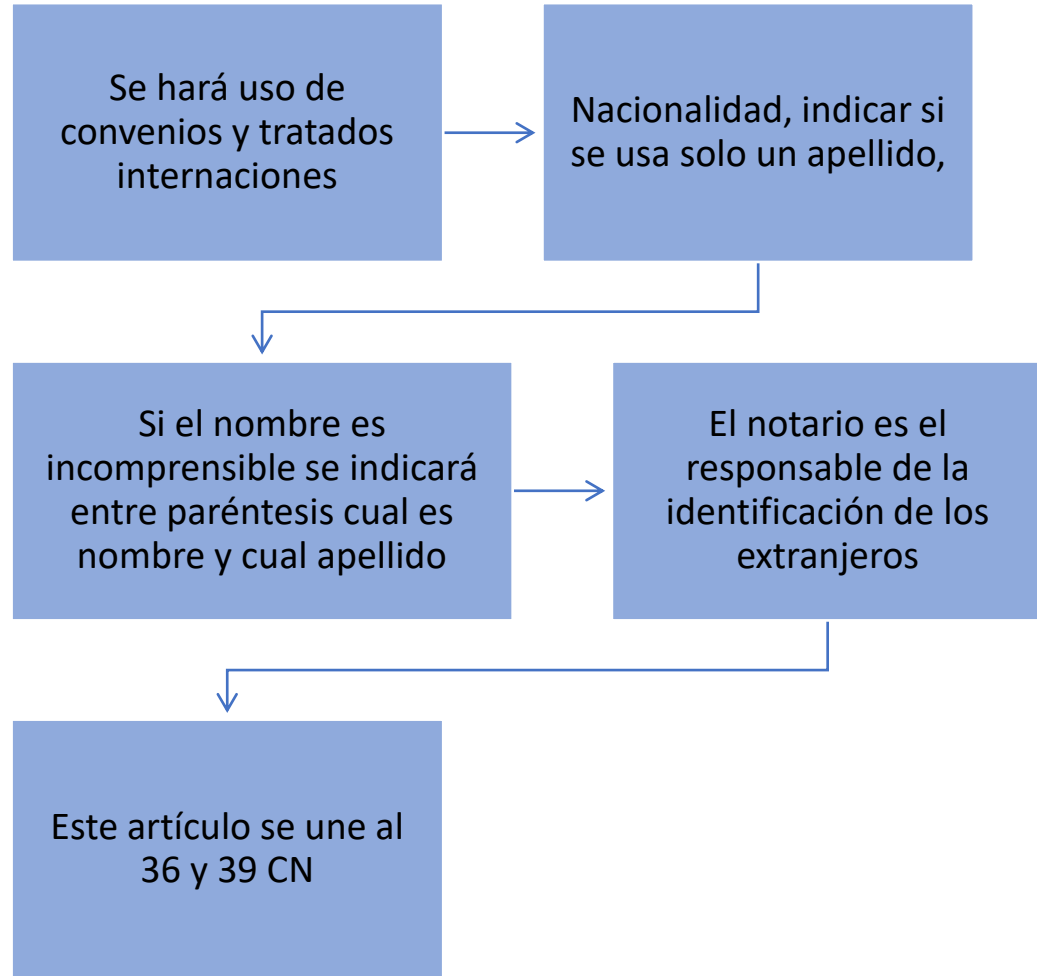 Se hará uso de
convenios y tratados
internaciones
Nacionalidad, indicar si
se usa solo un apellido,
Si el nombre es
incomprensible se indicará
entre paréntesis cual es
nombre y cual apellido
El notario es el
responsable de la
identificación de los
extranjeros
Este artículo se une al
36 y 39 CN